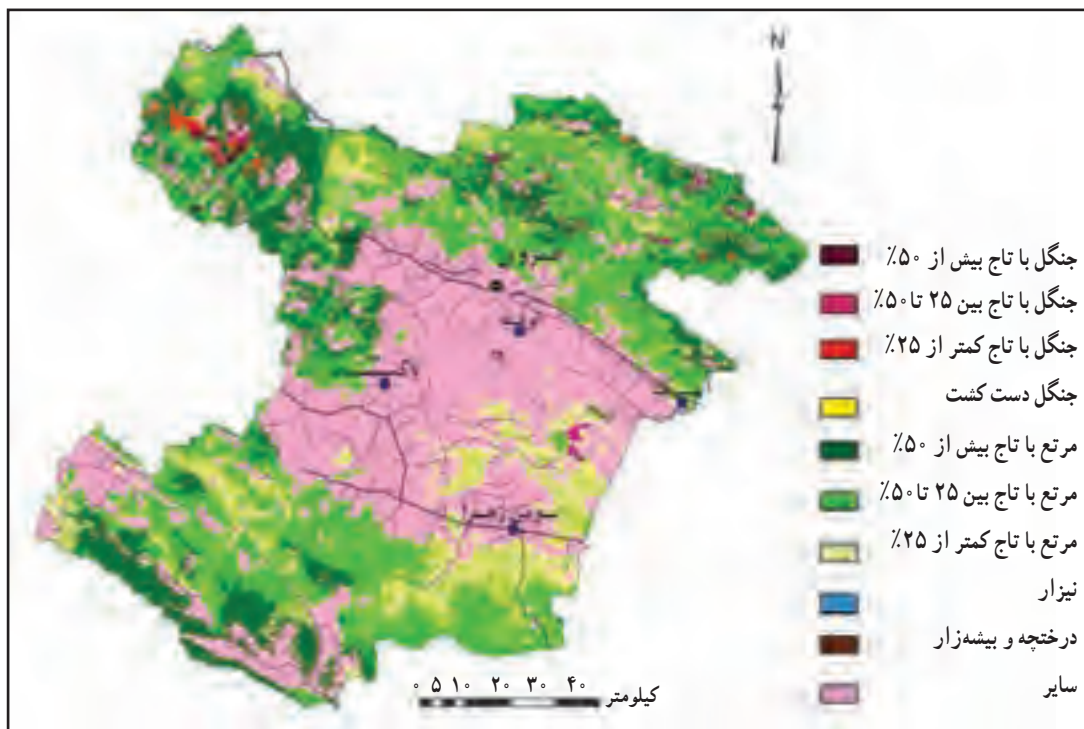 N
جنگل با تاج بیش از ۵۰٪
جنگل با تاج بین ۲۵ تا ۵۰٪
جنگل با تاج کمتر از ۲۵٪
جنگل دست کشت
مرتع با تاج بیش از ۵۰٪
مرتع با تاج بین ۲۵ تا ۵۰٪
مرتع با تاج کمتر از ۲۵٪
نیزار
درختچه و بیشه‌زار
سایر
۰ ۵ ۱۰ ۲۰ ۳۰ ۴۰ کیلومتر